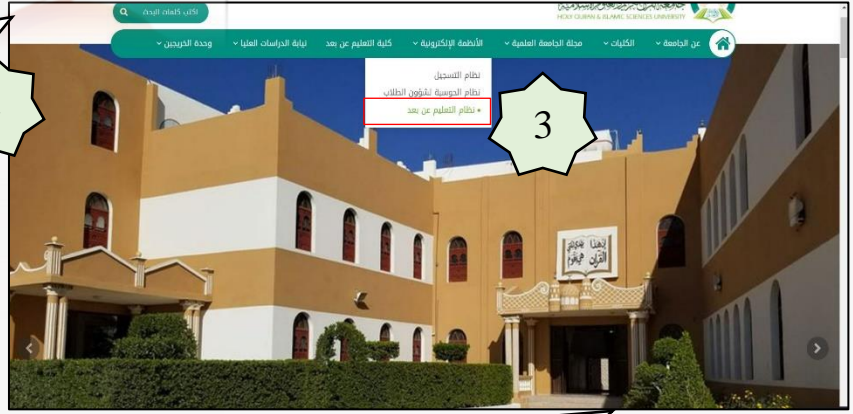 HOLY QURAN & ISLAMIC SCIENCES UNIVERSITY
اكتب كلمات البحث
عن الجامعة
الكليات
مجلة الجامعة العلمية
الأنظمة الإلكترونية
كلية التعليم عن بعد
نيابة الدراسات العليا
وحدة الخريجين
نظام التسجيل
نظام الحوسبة لشؤون الطلاب
نظام التعليم عن بعد
3